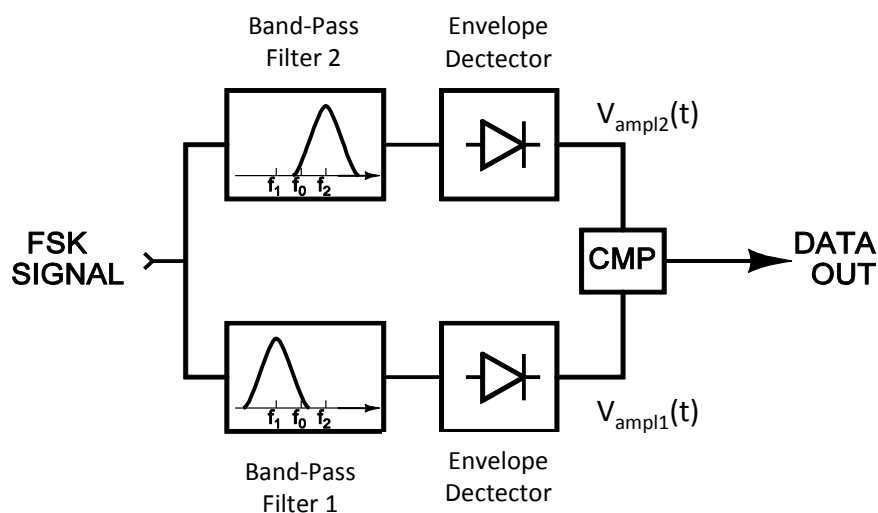 Band-Pass
Filter 2
Envelope
Dectector
f1 f0 f2
Vampl2(t)
FSK
SIGNAL
CMP
DATA
OUT
f1 f0 f2
Vampl1(t)
Band-Pass
Filter 1
Envelope
Dectector